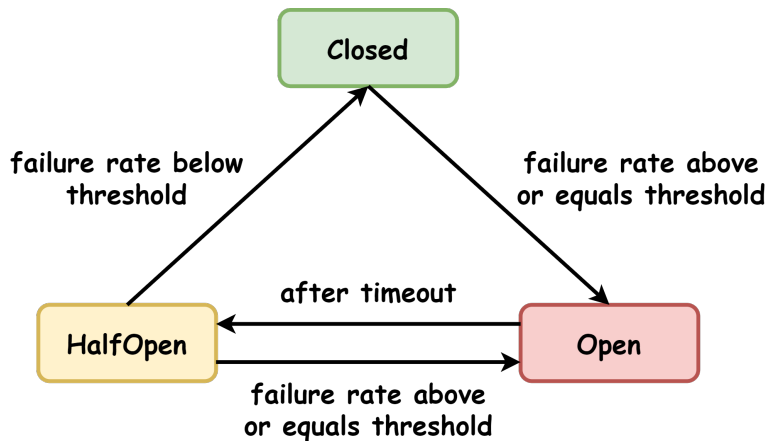 Closed
failure rate below
threshold
failure rate above
or equals threshold
after timeout
HalfOpen
Open
failure rate above
or equals threshold